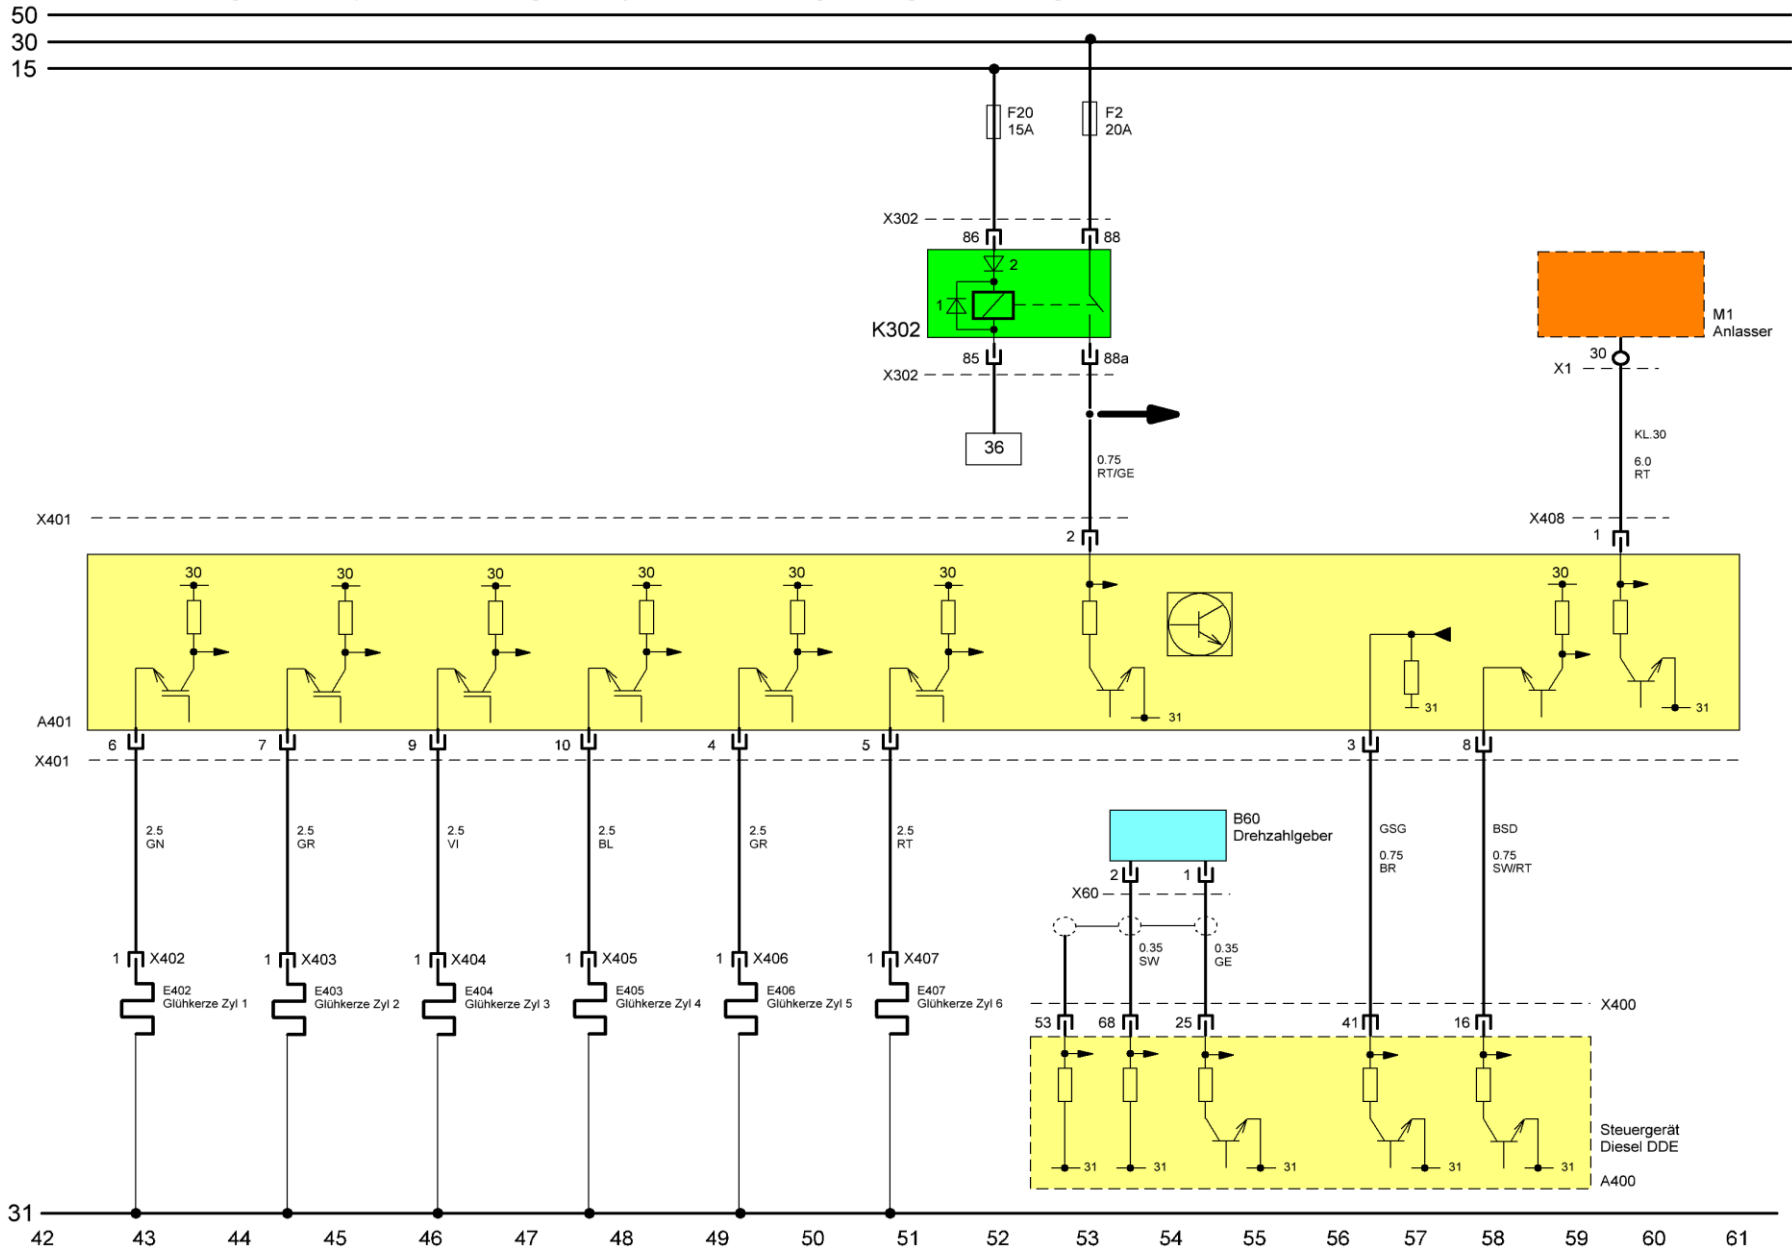 50
30
15
F20
15A
F2
20A
X302
86
88
2
1
K302
85
88a
X302
36
M1
Anlasser
30
X1
0.75
RT/GE
KL.30
6.0
RT
X401
2
X408
1
30
30
30
30
30
30
30
31
31
31
A401
6
7
9
10
4
5
3
8
X401
2.5
GN
2.5
GR
2.5
VI
2.5
BL
2.5
GR
2.5
RT
B60
Drehzahlgeber
GSG
0.75
BR
BSD
0.75
SW/RT
2
1
X60
0.35
SW
0.35
GE
1 X402
1 X403
1 X404
1 X405
1 X406
1 X407
E402
Glühkerze Zyl 1
E403
Glühkerze Zyl 2
E404
Glühkerze Zyl 3
E405
Glühkerze Zyl 4
E406
Glühkerze Zyl 5
E407
Glühkerze Zyl 6
X400
53
68
25
41
16
31
31
31
31
31
Steuergerät
Diesel DDE
A400
31
42 43 44 45 46 47 48 49 50 51 52 53 54 55 56 57 58 59 60 61